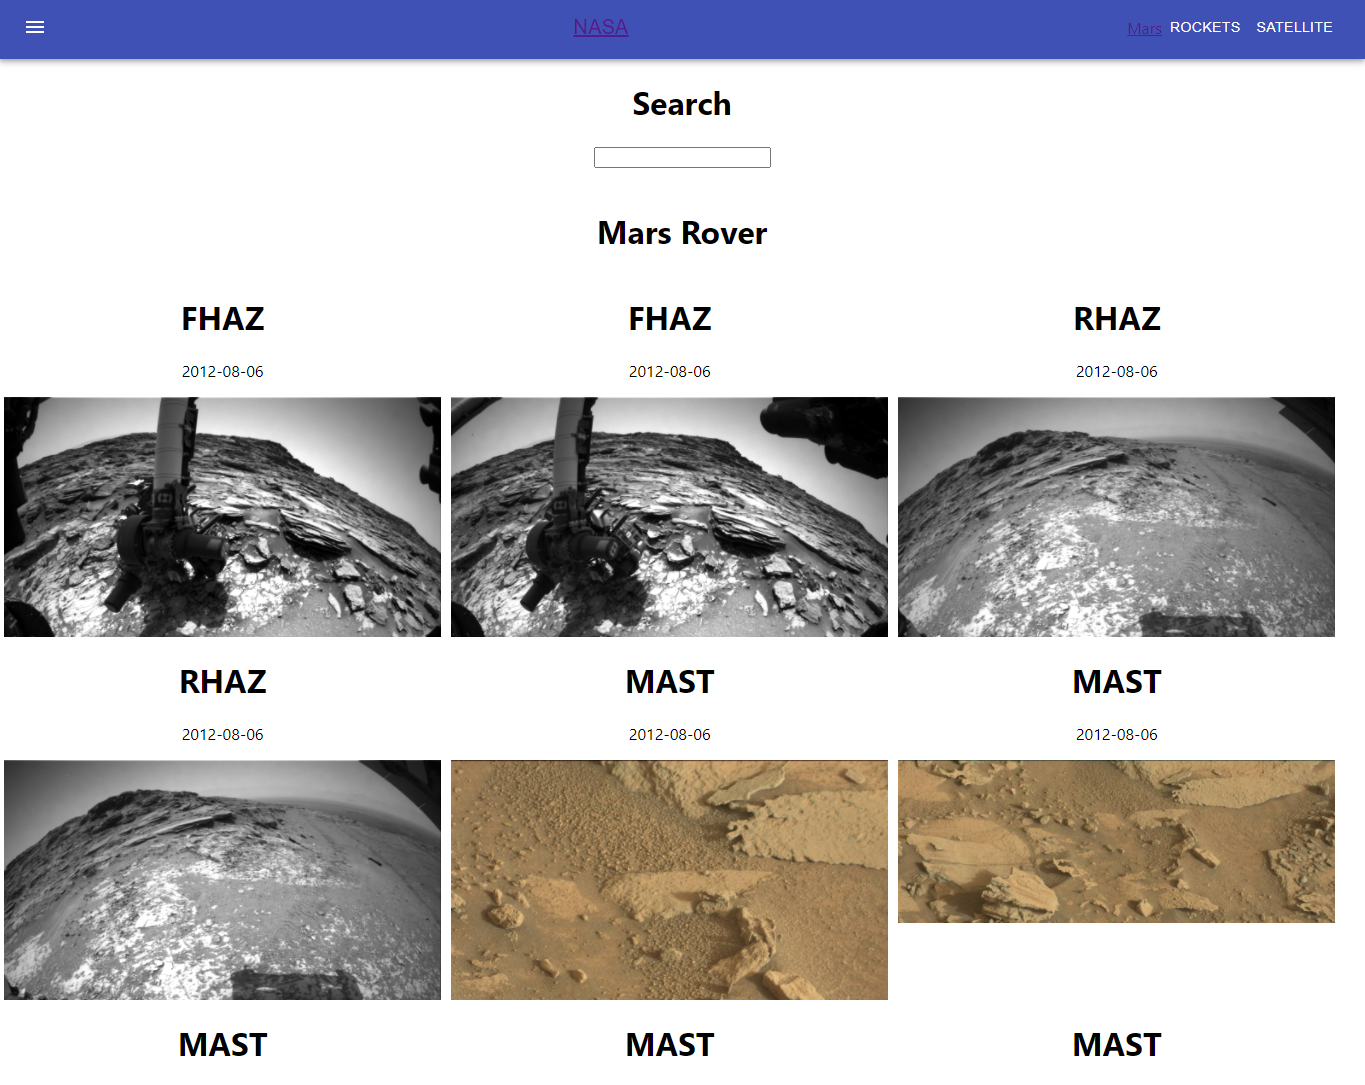 NASA
Mars ROCKETS SATELLITE
Search
Mars Rover
FHAZ FHAZ RHAZ
2012-08-06 2012-08-06 2012-08-06
RHAZ MAST MAST
2012-08-06 2012-08-06 2012-08-06
MAST MAST MAST